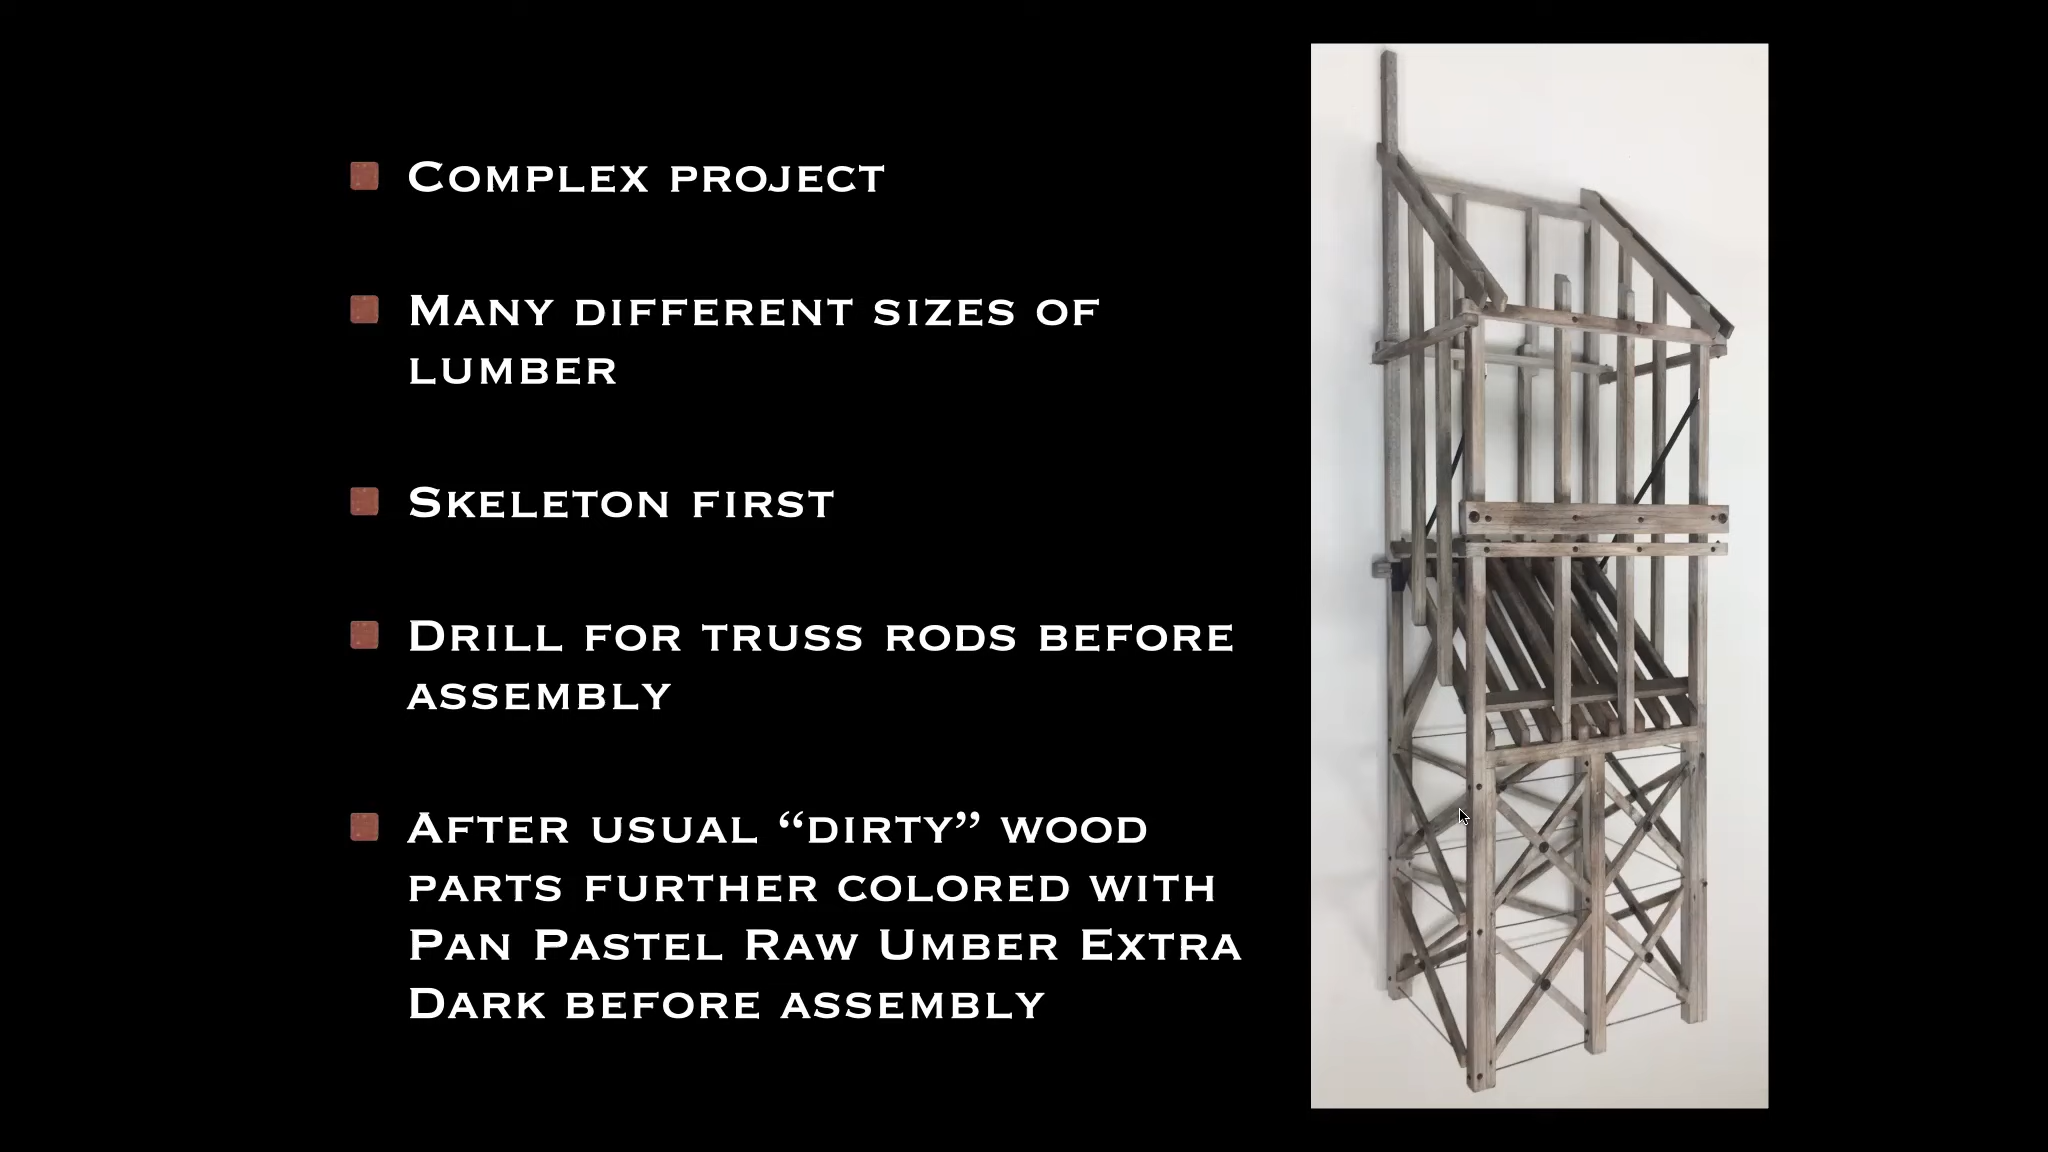 Complex project
Many different sizes of
lumber
Skeleton first
Drill for truss rods before
assembly
After usual “dirty” wood
parts further colored with
Pan Pastel Raw Umber Extra
Dark before assembly